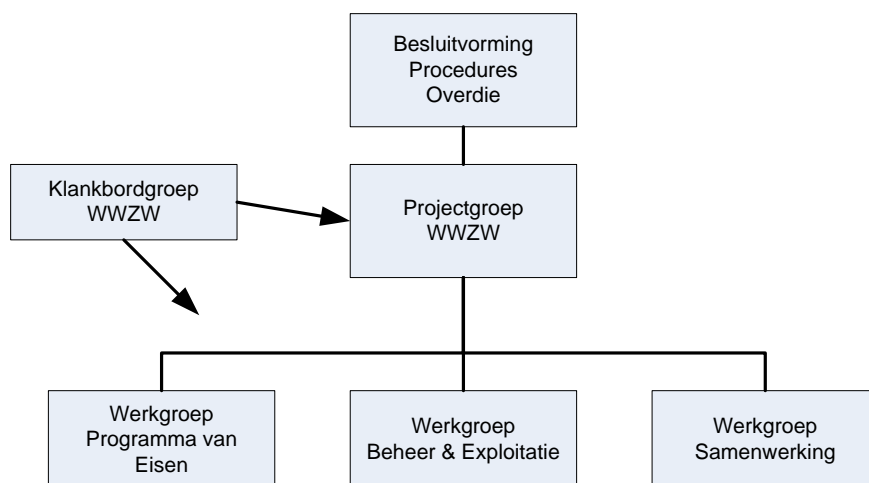 Besluitvorming
Procedures
Overdie
Klankbordgroep
WWZW
Projectgroep
WWZW
Werkgroep
Programma van
Eisen
Werkgroep
Beheer & Exploitatie
Werkgroep
Samenwerking